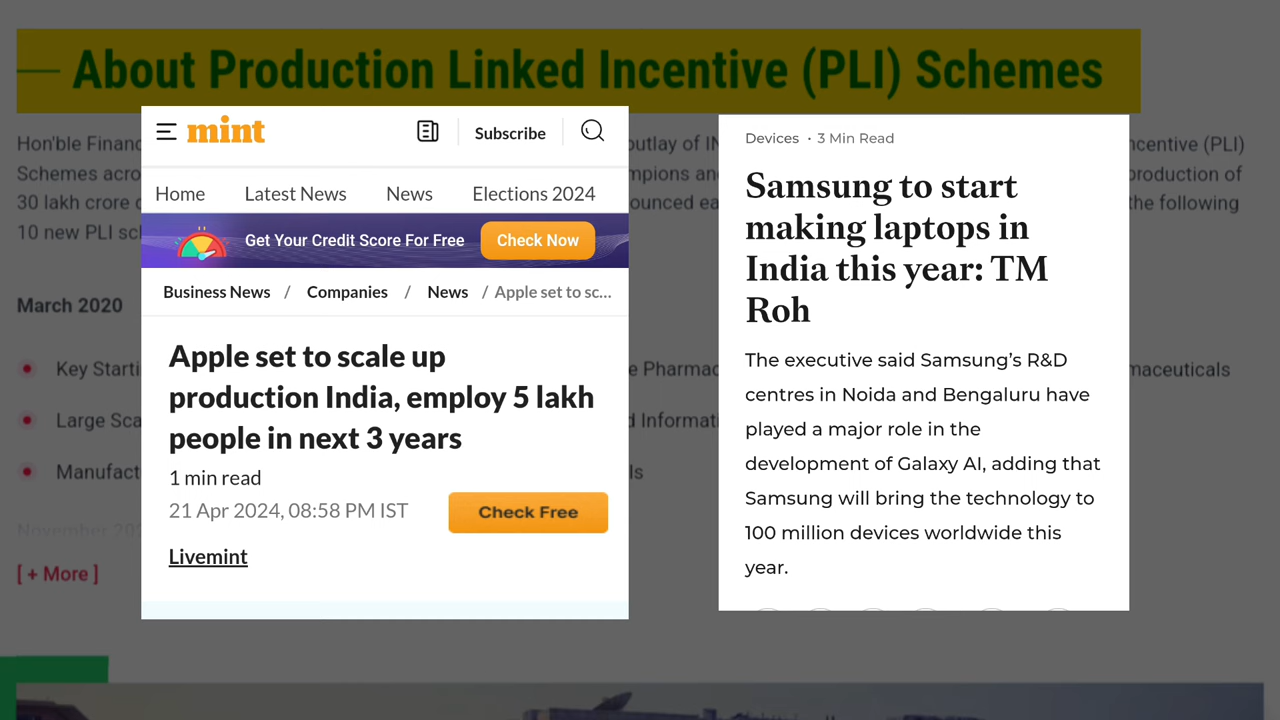 About Production Linked Incentive (PLI) Schemes
Hon'ble Financ
outlay of IN
ncentive (PLI)
Schemes acro
mpions an
production of
30 lakh crore
ounced ea
the following
10 new PLI sch
March 2020
Key Starti
e Pharmac
maceuticals
Large Sca
d Informati
Manufact
ls
November 202
[ + More ]
mint
Subscribe
Home Latest News News Elections 2024
Get Your Credit Score For Free Check Now
Business News / Companies / News / Apple set to sc...
Apple set to scale up
production India, employ 5 lakh
people in next 3 years
1 min read
21 Apr 2024, 08:58 PM IST
Check Free
Livemint
Devices • 3 Min Read
Samsung to start
making laptops in
India this year: TM
Roh
The executive said Samsung’s R&D
centres in Noida and Bengaluru have
played a major role in the
development of Galaxy AI, adding that
Samsung will bring the technology to
100 million devices worldwide this
year.